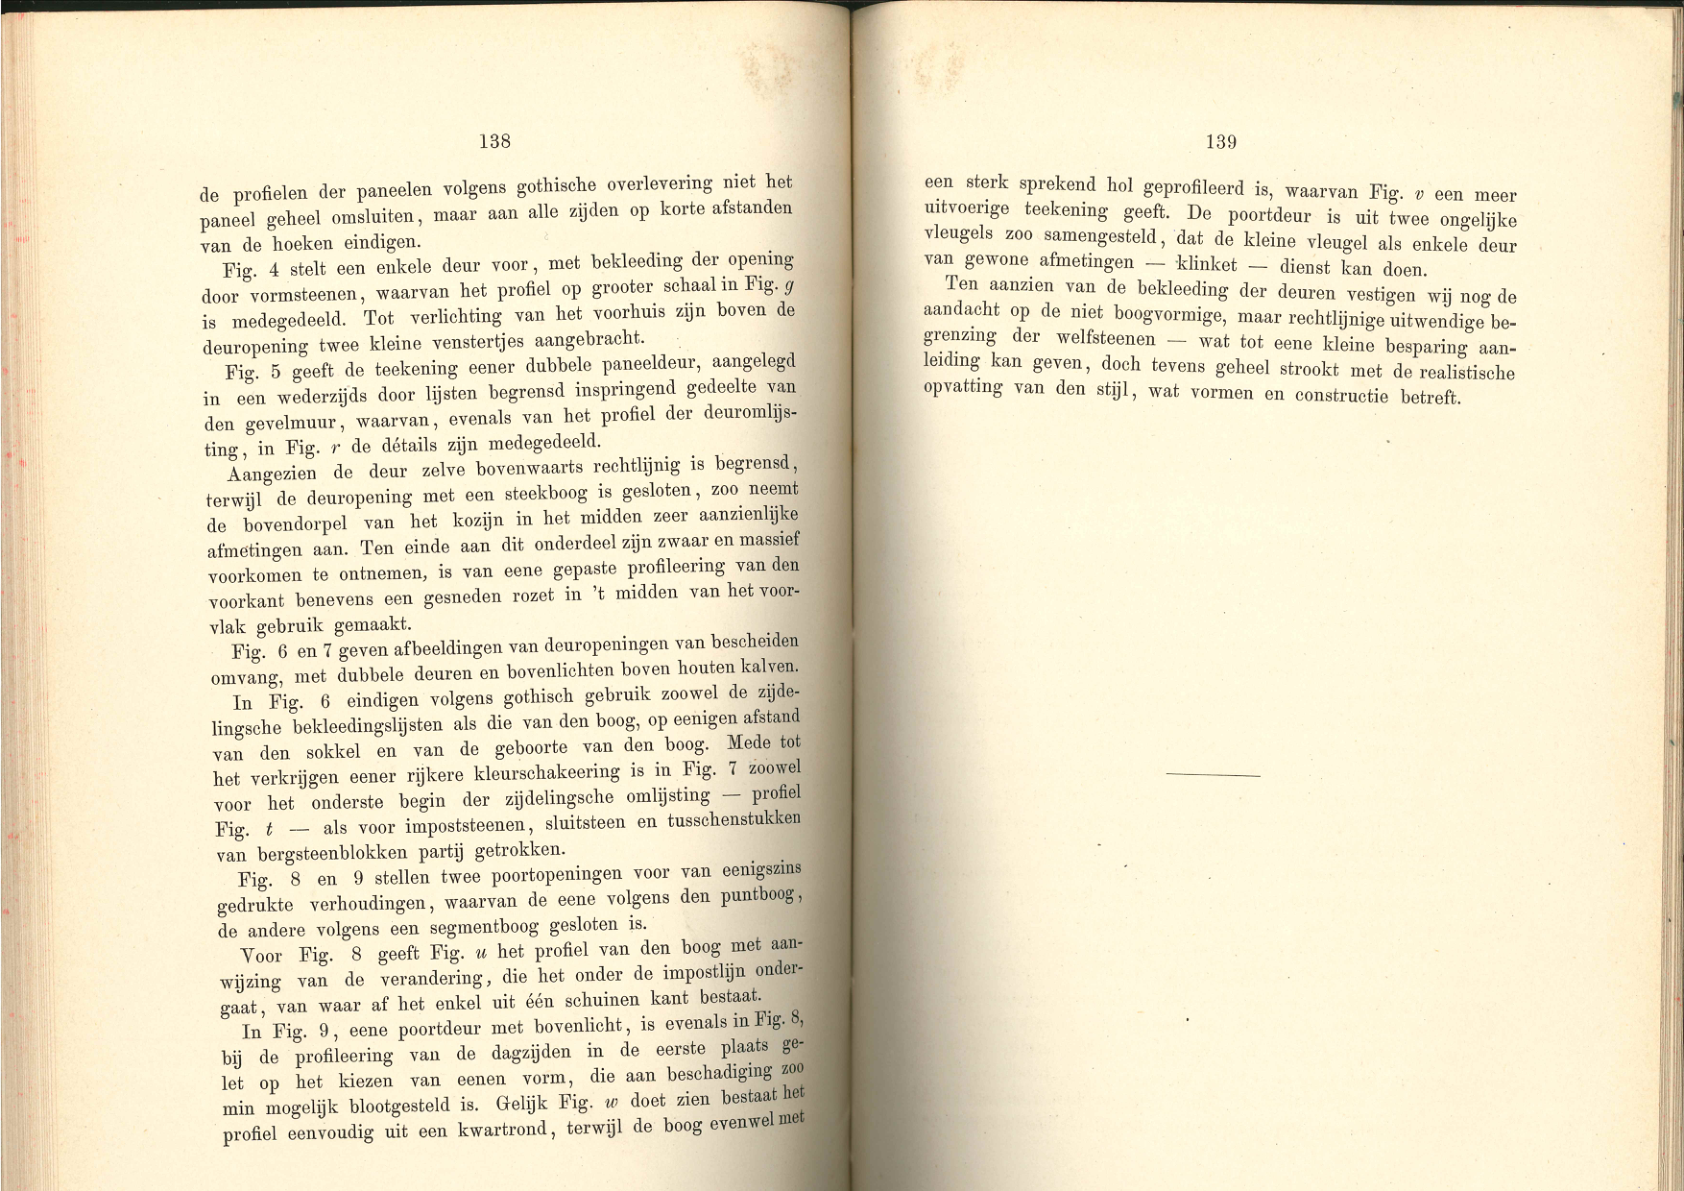 138
de profielen der paneelen volgens gothische overlevering niet het
paneel geheel omsluiten, maar aan alle zijden op korte afstanden
van de hoeken eindigen.
Fig. 4 stelt een enkele deur voor, met bekleeding der opening
door vormsteenen, waarvan het profiel op grooter schaal in Fig. g
is medegedeeld. Tot verlichting van het voorhuis zijn boven de
deuropening twee kleine venstertjes aangebracht.
Fig. 5 geeft de teekening eener dubbele paneeldeur, aangelegd
in een wederzijds door lijsten begrensd inspringend gedeelte van
den gevelmuur, waarvan, evenals van het profiel der deuromlijs-
ting, in Fig. r de détails zijn medegedeeld.
Aangezien de deur zelve bovenwaarts rechtlijnig is begrensd,
terwijl de deuropening met een steekboog is gesloten, zoo neemt
de bovendorpel van het kozijn in het midden zeer aanzienlijke
afmetingen aan. Ten einde aan dit onderdeel zijn zwaar en massief
voorkomen te ontnemen, is van eene gepaste profileering van den
voorkant benevens een gesneden rozet in 't midden van het voor-
vlak gebruik gemaakt.
Fig. 6 en 7 geven afbeeldingen van deuropeningen van bescheiden
omvang, met dubbele deuren en bovenlichten boven houten kalven.
In Fig. 6 eindigen volgens gothisch gebruik zoowel de zijde-
lingsche bekleedingslijsten als die van den boog, op eenigen afstand
van den sokkel en van de geboorte van den boog. Mede tot
het verkrijgen eener rijkere kleurschakeering is in Fig. 7 zoowel
voor het onderste begin der zijdelingsche omlijsting — profiel
Fig. t — als voor impoststeenen, sluitsteen en tusschenstukken
van bergsteenblokken partij getrokken.
Fig. 8 en 9 stellen twee poortopeningen voor van eenigszins
gedrukte verhoudingen, waarvan de eene volgens den puntboog,
de andere volgens een segmentboog gesloten is.
Voor Fig. 8 geeft Fig. u het profiel van den boog met aan-
wijzing van de verandering, die het onder de impostlijn onder-
gaat, van waar af het enkel uit één schuinen kant bestaat.
In Fig. 9, eene poortdeur met bovenlicht, is evenals in Fig. 8,
bij de profileering van de dagzijden in de eerste plaats ge-
let op het kiezen van eenen vorm, die aan beschadiging zoo
min mogelijk blootgesteld is. Gelijk Fig. w doet zien bestaat het
profiel eenvoudig uit een kwartrond, terwijl de boog evenwel met
139
een sterk sprekend hol geprofileerd is, waarvan Fig. v een meer
uitvoerige teekening geeft. De poortdeur is uit twee ongelijke
vleugels zoo samengesteld, dat de kleine vleugel als enkele deur
van gewone afmetingen — klinket — dienst kan doen.
Ten aanzien van de bekleeding der deuren vestigen wij nog de
aandacht op de niet boogvormige, maar rechtlijnige uitwendige be-
grenzing der welfsteenen — wat tot eene kleine besparing aan-
leiding kan geven, doch tevens geheel strookt met de realistische
opvatting van den stijl, wat vormen en constructie betreft.